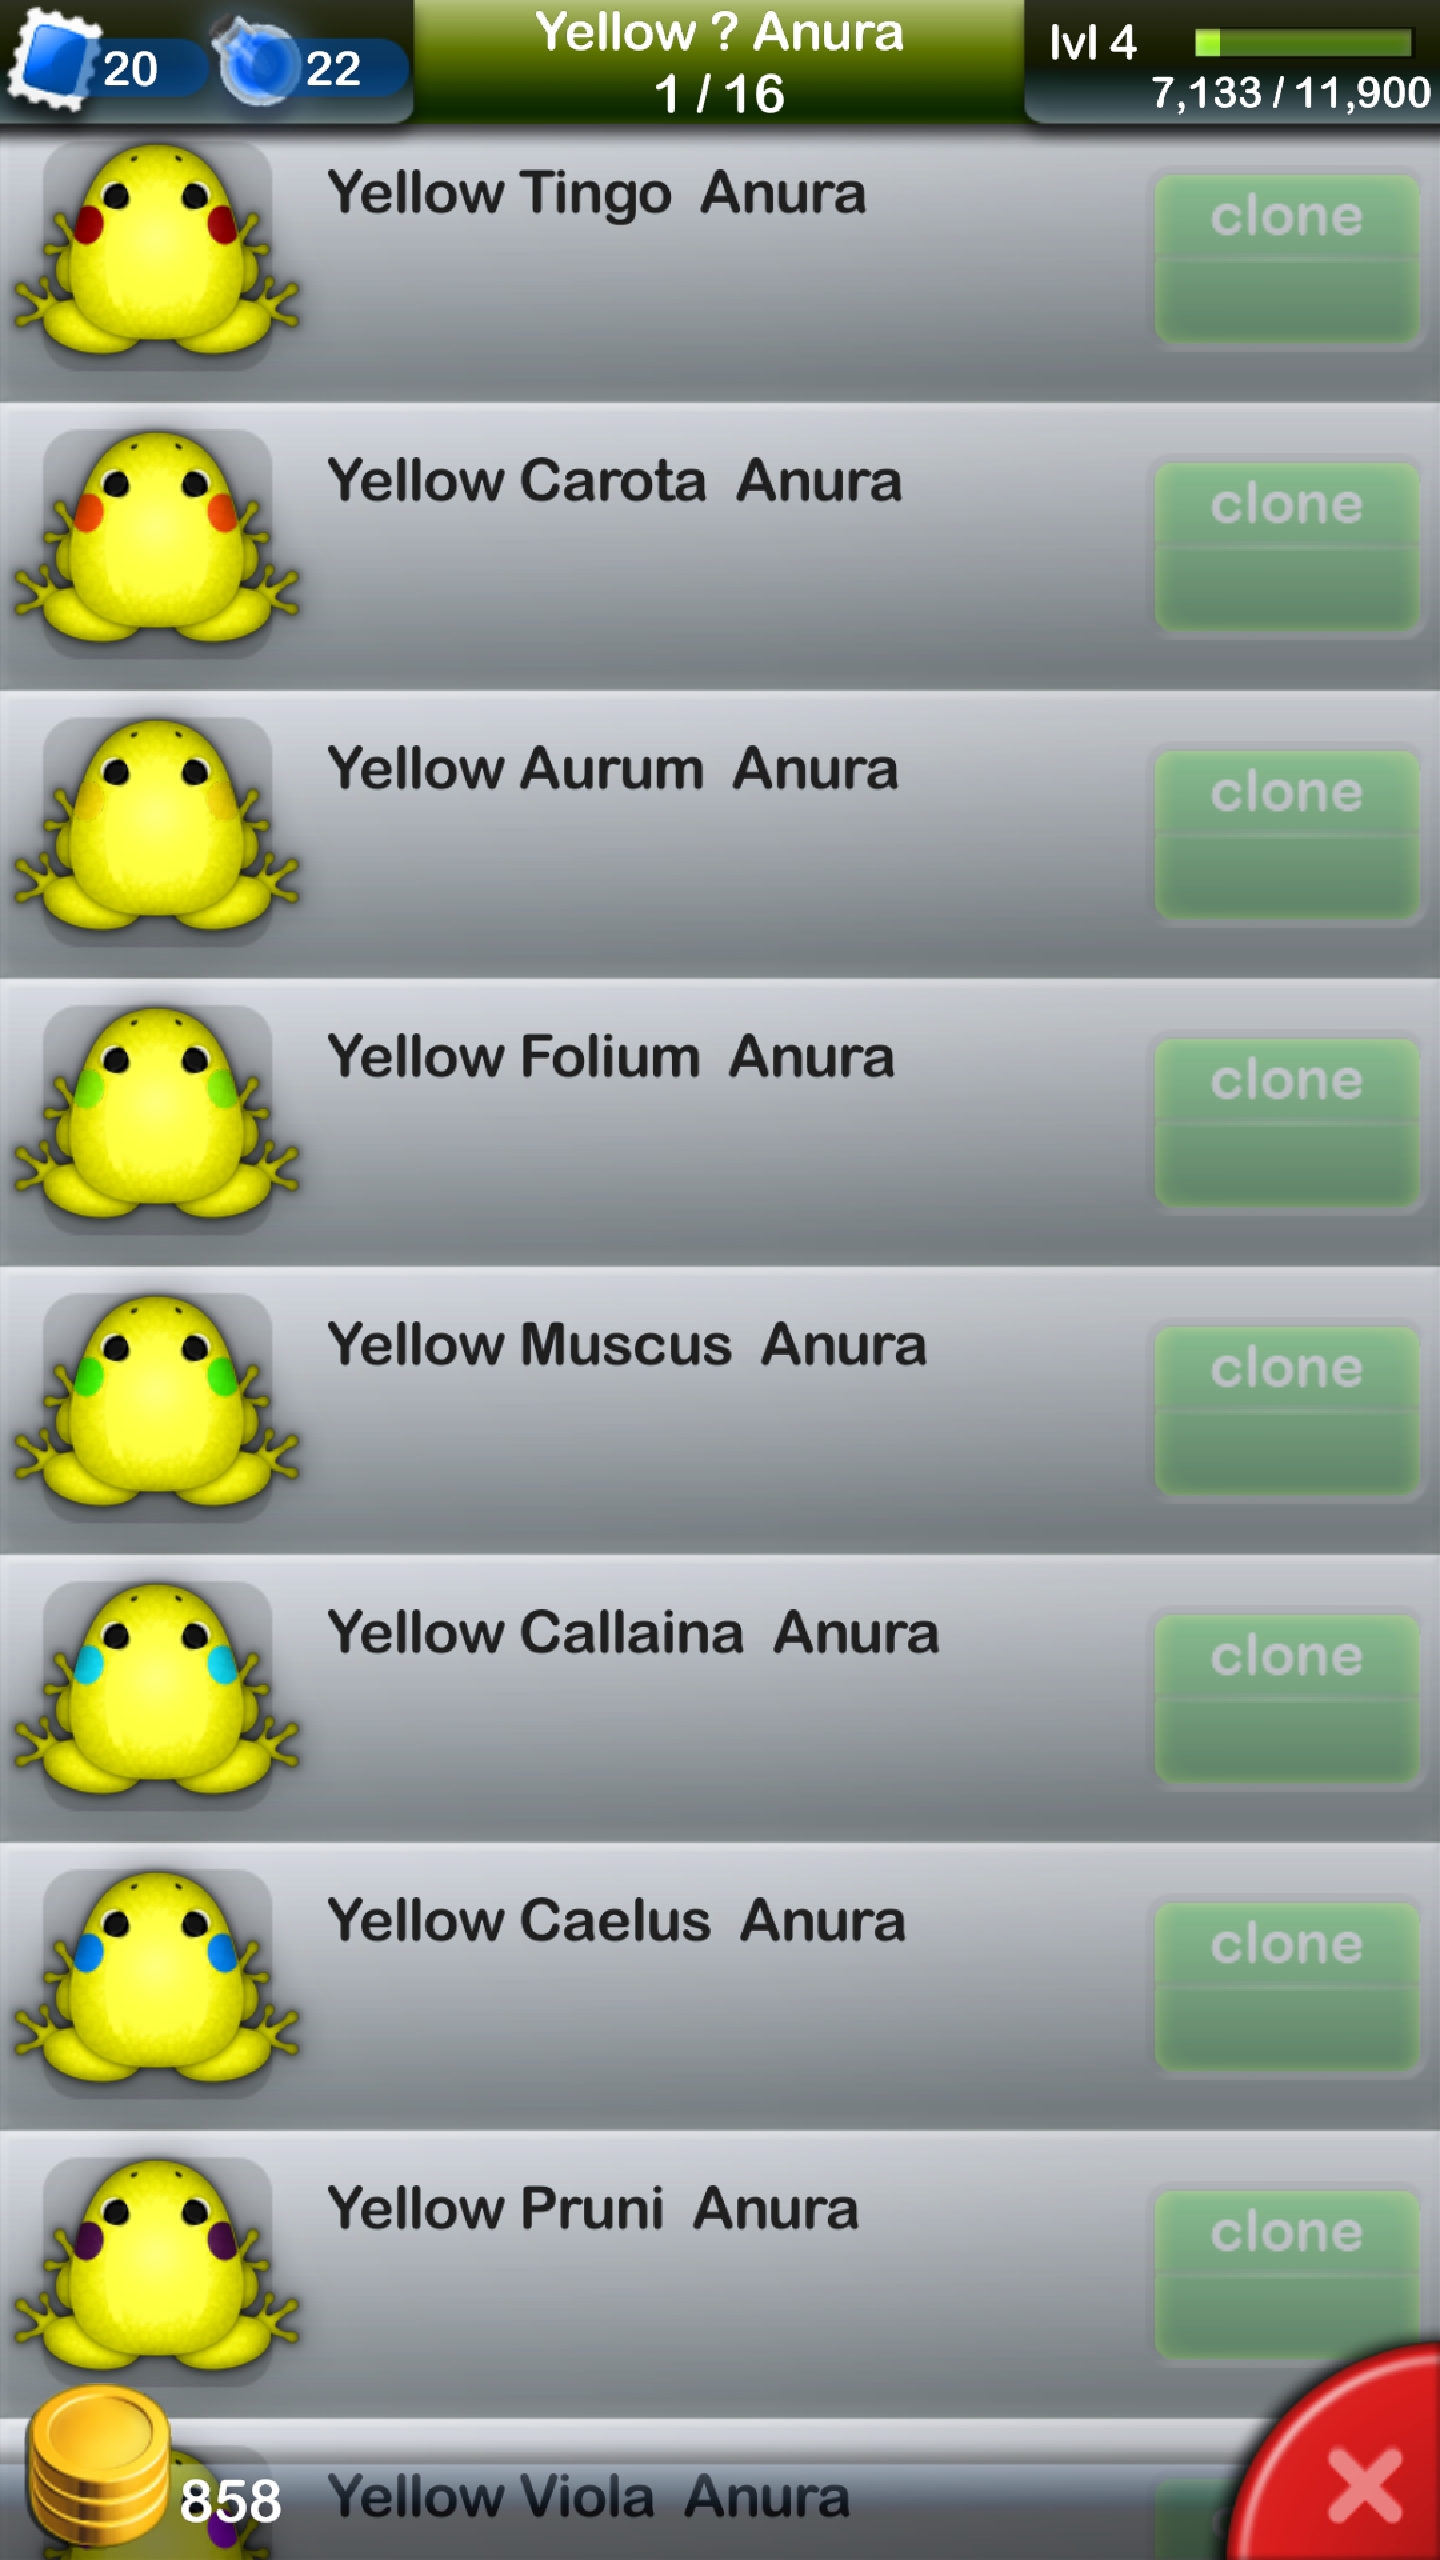 20
22
Yellow ? Anura
1 / 16
lvl 4
7,133 / 11,900
Yellow Tingo Anura
clone
Yellow Carota Anura
clone
Yellow Aurum Anura
clone
Yellow Folium Anura
clone
Yellow Muscus Anura
clone
Yellow Callaina Anura
clone
Yellow Caelus Anura
clone
Yellow Pruni Anura
clone
858
Yellow Viola Anura